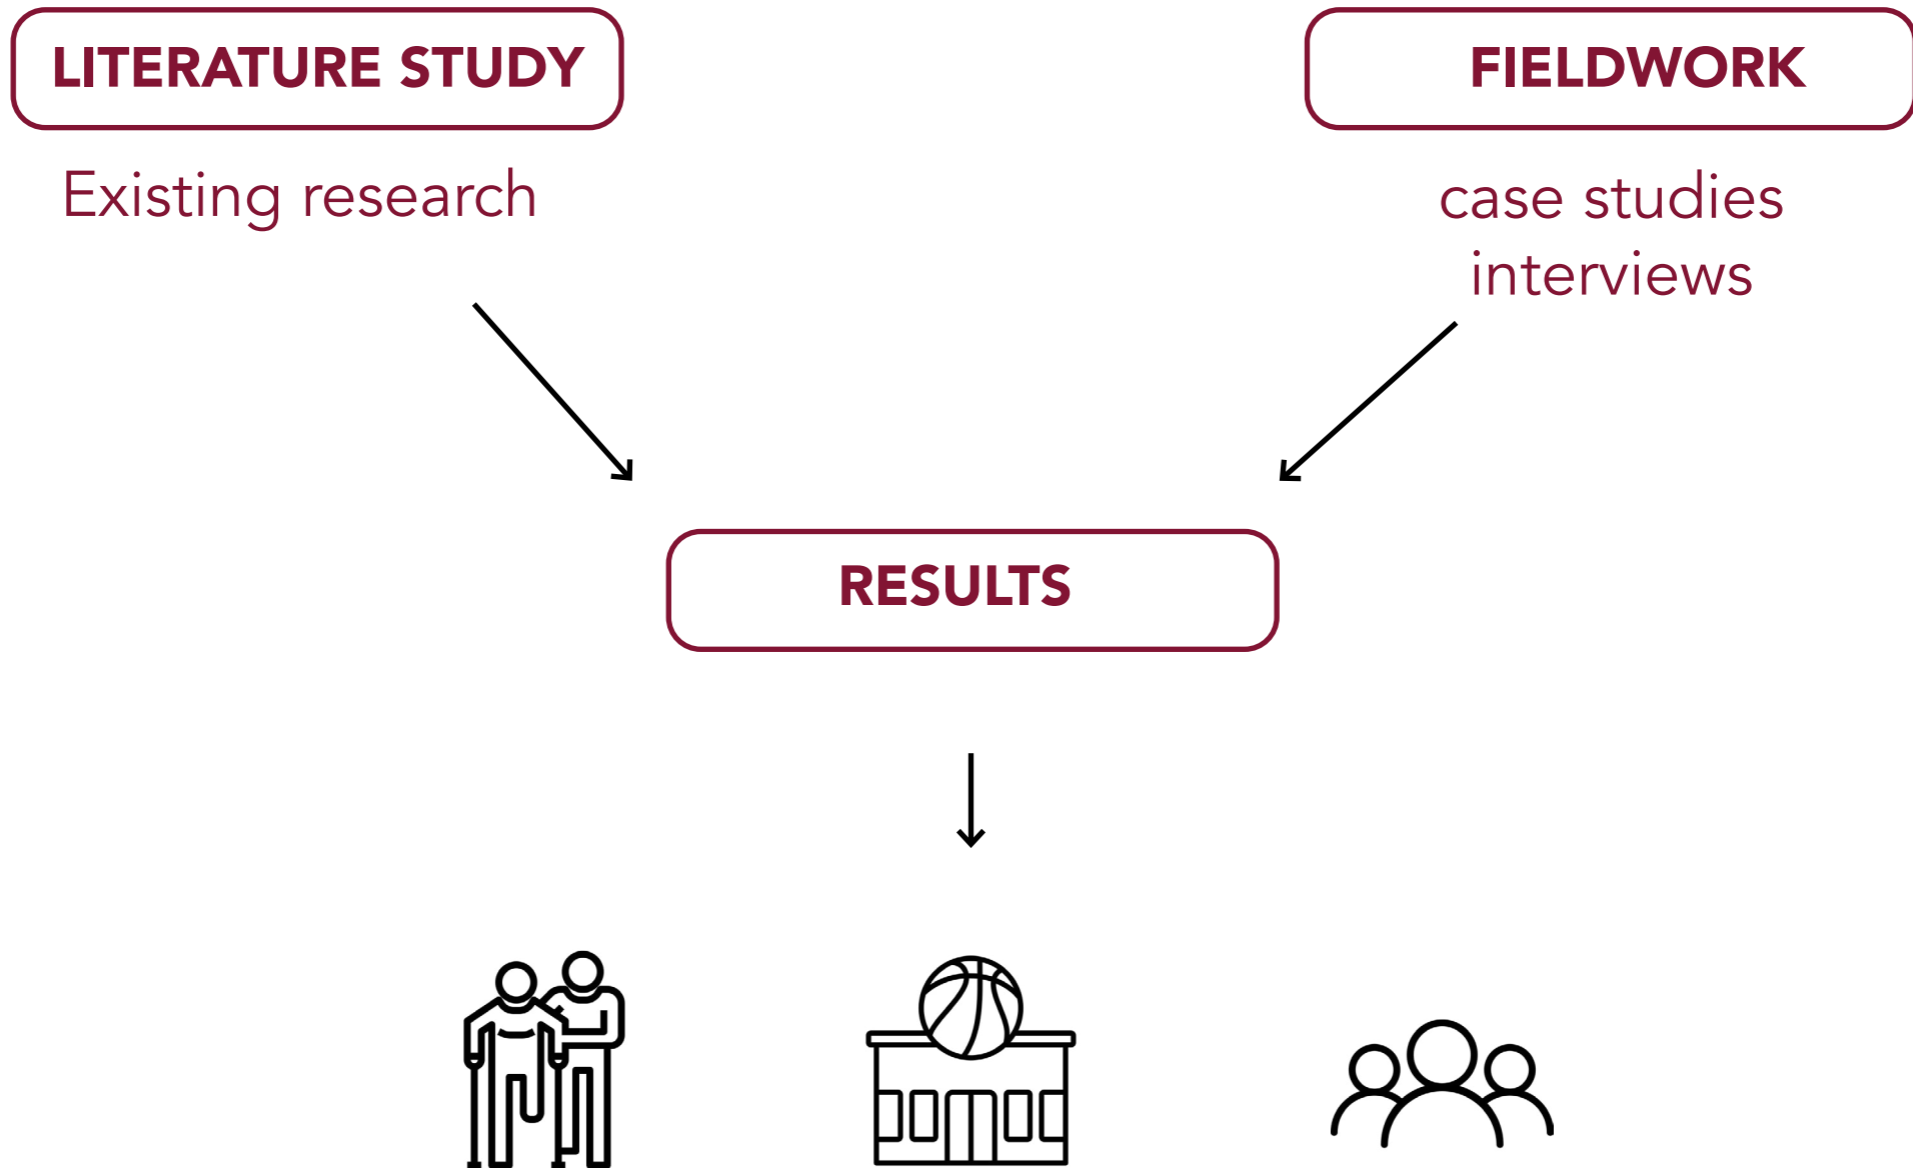 LITERATURE STUDY
Existing research
FIELDWORK
case studies
interviews
RESULTS